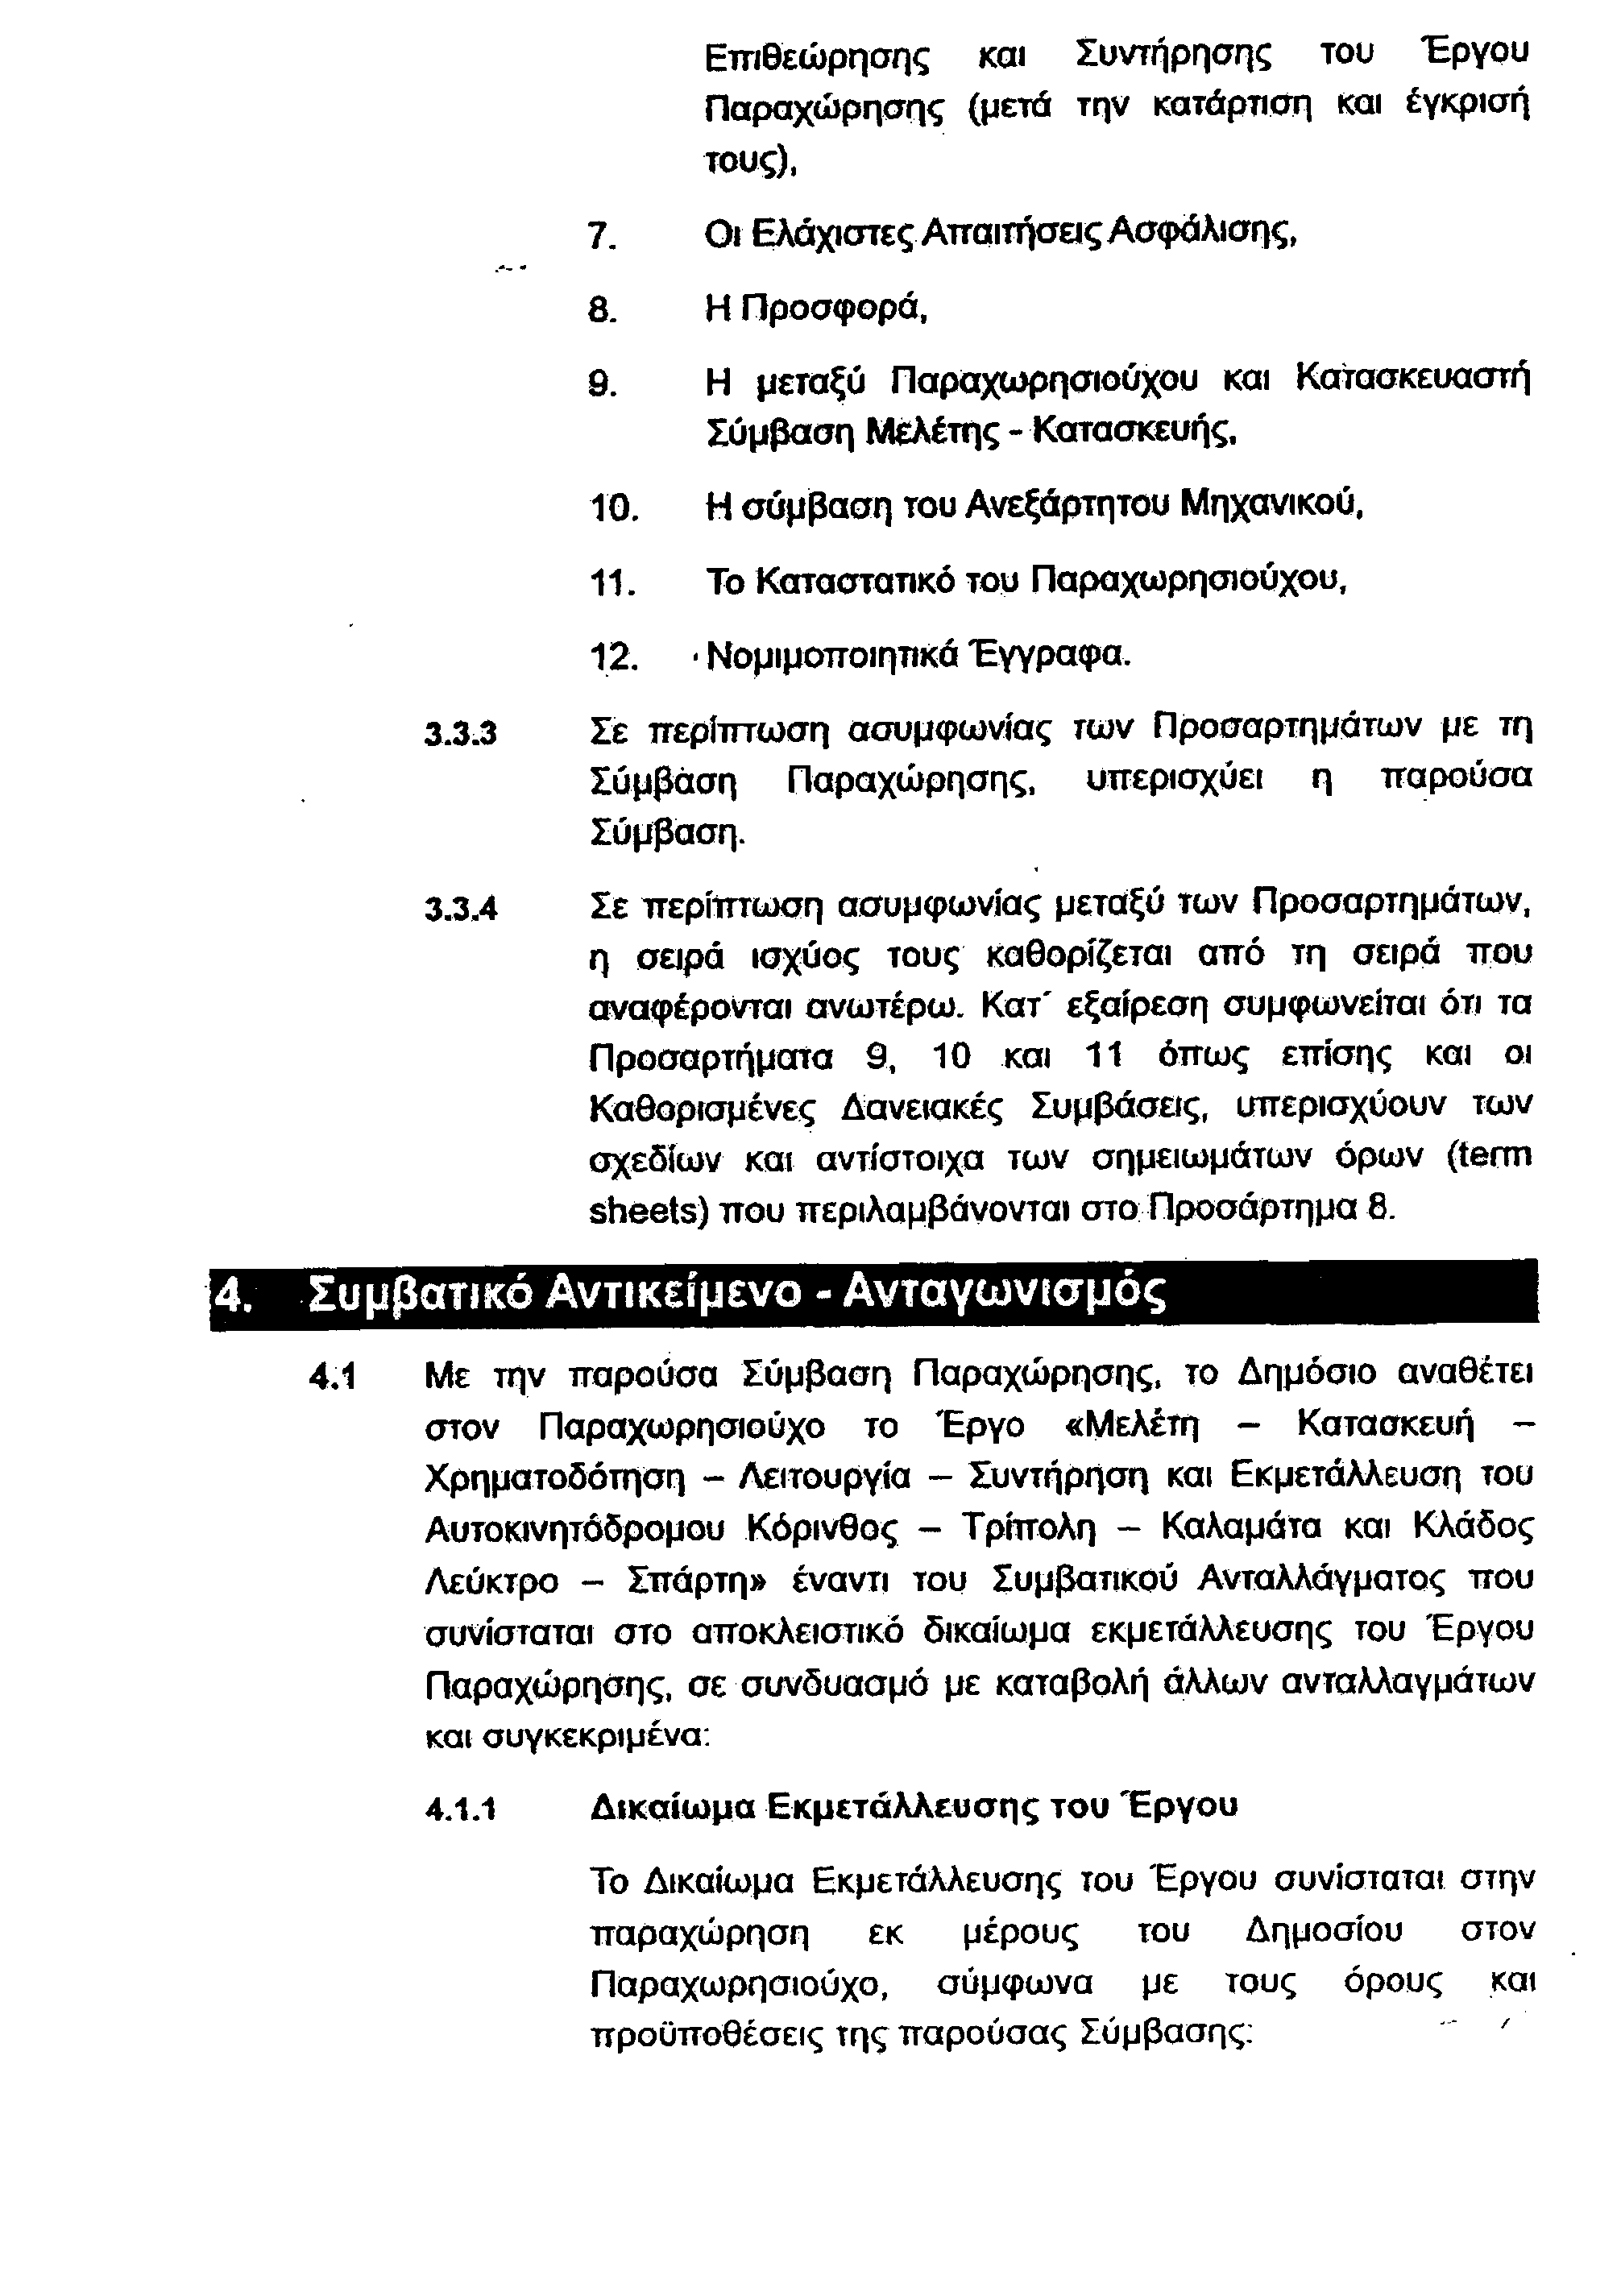 Επιθεώρησης και Συντήρησης του Έργου
Παραχώρησης (μετά την κατάρτιση και έγκρισή
τους),
7. Οι Ελάχιστες Απαιτήσεις Ασφάλισης,
8. Η Προσφορά,
9. Η μεταξύ Παραχωρησιούχου και Κατασκευαστή
Σύμβαση Μελέτης - Κατασκευής,
10. Η σύμβαση του Ανεξάρτητου Μηχανικού,
11. Το Καταστατικό του Παραχωρησιούχου,
12. Νομιμοποιητικά Έγγραφα.
3.3.3 Σε περίπτωση ασυμφωνίας των Προσαρτημάτων με τη
Σύμβαση Παραχώρησης, υπερισχύει η παρούσα
Σύμβαση.
3.3.4 Σε περίπτωση ασυμφωνίας μεταξύ των Προσαρτημάτων,
η σειρά ισχύος τους καθορίζεται από τη σειρά που
αναφέρονται ανωτέρω. Κατ΄ εξαίρεση συμφωνείται ότι τα
Προσαρτήματα 9, 10 και 11 όπως επίσης και οι
Καθορισμένες Δανειακές Συμβάσεις, υπερισχύουν των
σχεδίων και αντίστοιχα των σημειωμάτων όρων (term
sheets) που περιλαμβάνονται στο Προσάρτημα 8.
4. Συμβατικό Αντικείμενο - Ανταγωνισμός
4.1 Με την παρούσα Σύμβαση Παραχώρησης, το Δημόσιο αναθέτει
στον Παραχωρησιούχο το Έργο «Μελέτη – Κατασκευή –
Χρηματοδότηση – Λειτουργία – Συντήρηση και Εκμετάλλευση του
Αυτοκινητόδρομου Κόρινθος – Τρίπολη – Καλαμάτα και Κλάδος
Λεύκτρο – Σπάρτη» έναντι του Συμβατικού Ανταλλάγματος που
συνίσταται στο αποκλειστικό δικαίωμα εκμετάλλευσης του Έργου
Παραχώρησης, σε συνδυασμό με καταβολή άλλων ανταλλαγμάτων
και συγκεκριμένα:
4.1.1 Δικαίωμα Εκμετάλλευσης του Έργου
Το Δικαίωμα Εκμετάλλευσης του Έργου συνίσταται στην
παραχώρηση εκ μέρους του Δημοσίου στον
Παραχωρησιούχο, σύμφωνα με τους όρους και
προϋποθέσεις της παρούσας Σύμβασης: